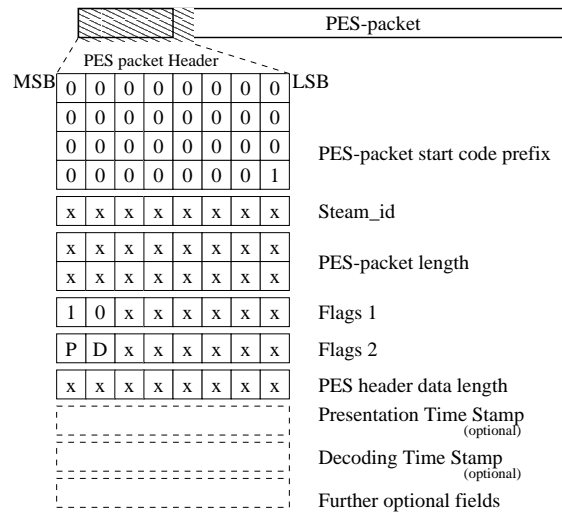 PES-packet
PES packet Header
MSB 0 0 0 0 0 0 0 0 LSB
0 0 0 0 0 0 0 0
0 0 0 0 0 0 0 0
PES-packet start code prefix
0 0 0 0 0 0 0 1
x x x x x x x x Steam_id
x x x x x x x x
PES-packet length
x x x x x x x x
1 0 x x x x x x Flags 1
P D x x x x x x Flags 2
x x x x x x x x PES header data length
Presentation Time Stamp
(optional)
Decoding Time Stamp
(optional)
Further optional fields